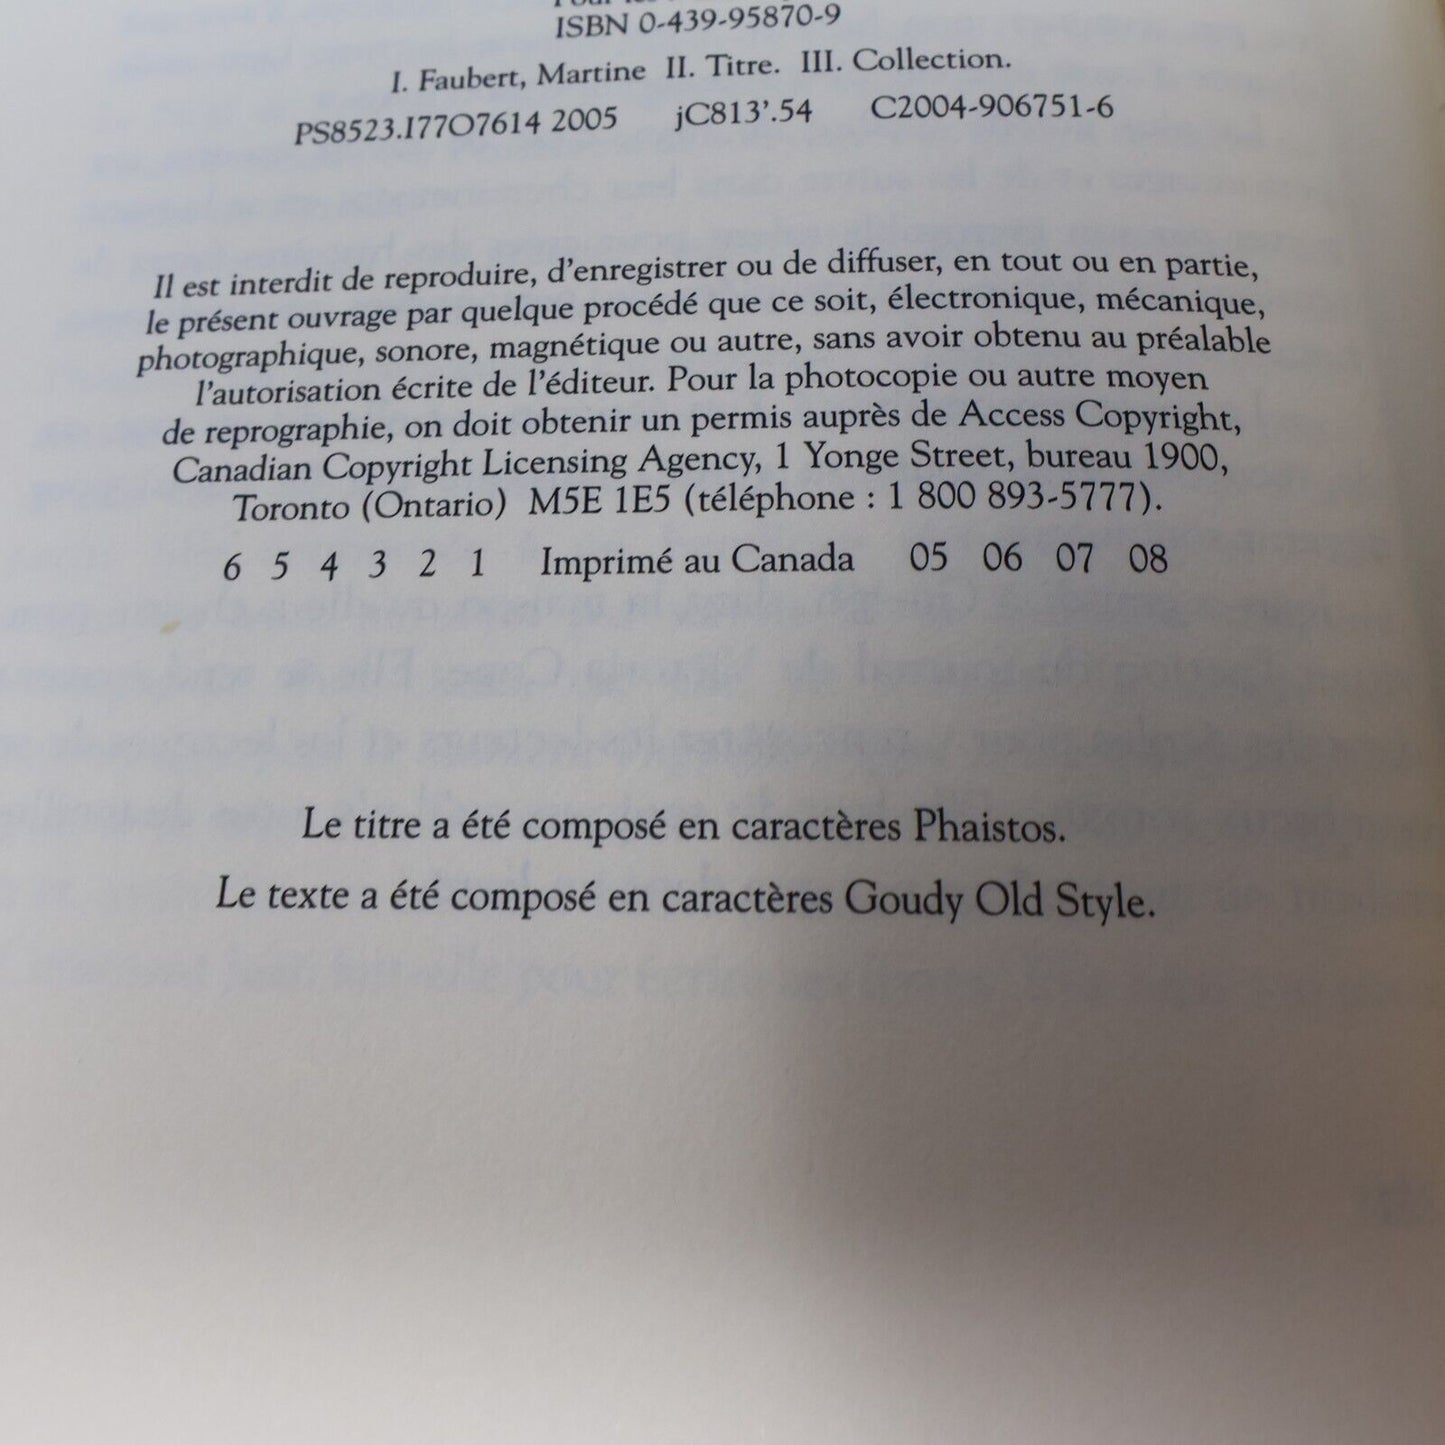 Pour les
ISBN 0-439-95870-9
I. Faubert, Martine II. Titre. III. Collection.
PS8523.I77O7614 2005 jC813'.54 C2004-906751-6
Il est interdit de reproduire, d'enregistrer ou de diffuser, en tout ou en partie,
le présent ouvrage par quelque procédé que ce soit, électronique, mécanique,
photographique, sonore, magnétique ou autre, sans avoir obtenu au préalable
l'autorisation écrite de l'éditeur. Pour la photocopie ou autre moyen
de reprographie, on doit obtenir un permis auprès de Access Copyright,
Canadian Copyright Licensing Agency, 1 Yonge Street, bureau 1900,
Toronto (Ontario) M5E 1E5 (téléphone : 1 800 893-5777).
6 5 4 3 2 1 Imprimé au Canada 05 06 07 08
Le titre a été composé en caractères Phaistos.
Le texte a été composé en caractères Goudy Old Style.